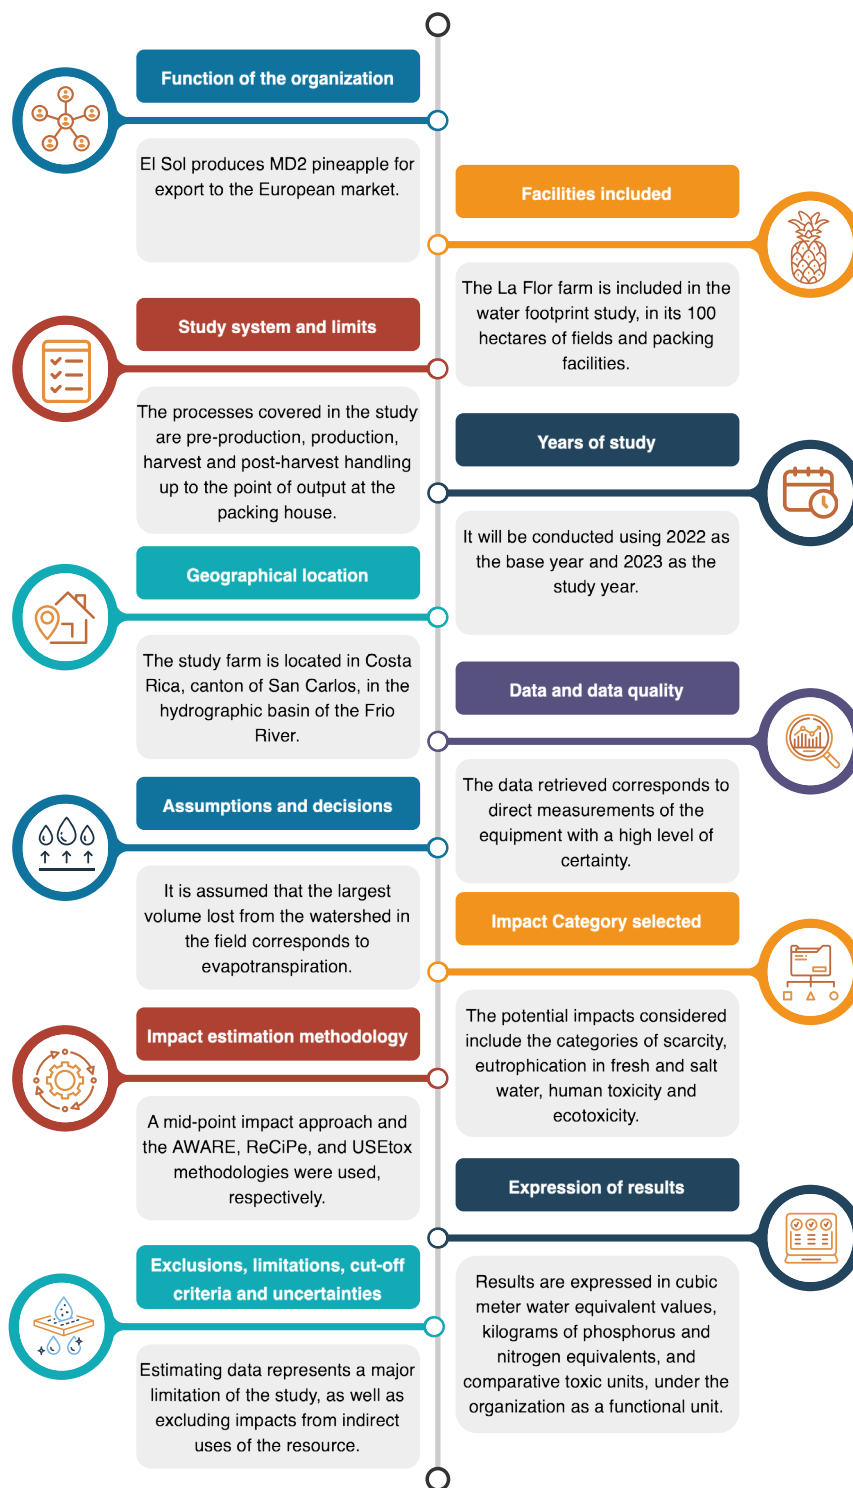 Function of the organization
El Sol produces MD2 pineapple for
export to the European market.
Facilities included
The La Flor farm is included in the
water footprint study, in its 100
hectares of fields and packing
facilities.
Study system and limits
The processes covered in the study
are pre-production, production,
harvest and post-harvest handling
up to the point of output at the
packing house.
Years of study
It will be conducted using 2022 as
the base year and 2023 as the
study year.
Geographical location
The study farm is located in Costa
Rica, canton of San Carlos, in the
hydrographic basin of the Frio
River.
Data and data quality
The data retrieved corresponds to
direct measurements of the
equipment with a high level of
certainty.
Assumptions and decisions
It is assumed that the largest
volume lost from the watershed in
the field corresponds to
evapotranspiration.
Impact Category selected
The potential impacts considered
include the categories of scarcity,
eutrophication in fresh and salt
water, human toxicity and
ecotoxicity.
Impact estimation methodology
A mid-point impact approach and
the AWARE, ReCiPe, and USEtox
methodologies were used,
respectively.
Expression of results
Results are expressed in cubic
meter water equivalent values,
kilograms of phosphorus and
nitrogen equivalents, and
comparative toxic units, under the
organization as a functional unit.
Exclusions, limitations, cut-off
criteria and uncertainties
Estimating data represents a major
limitation of the study, as well as
excluding impacts from indirect
uses of the resource.